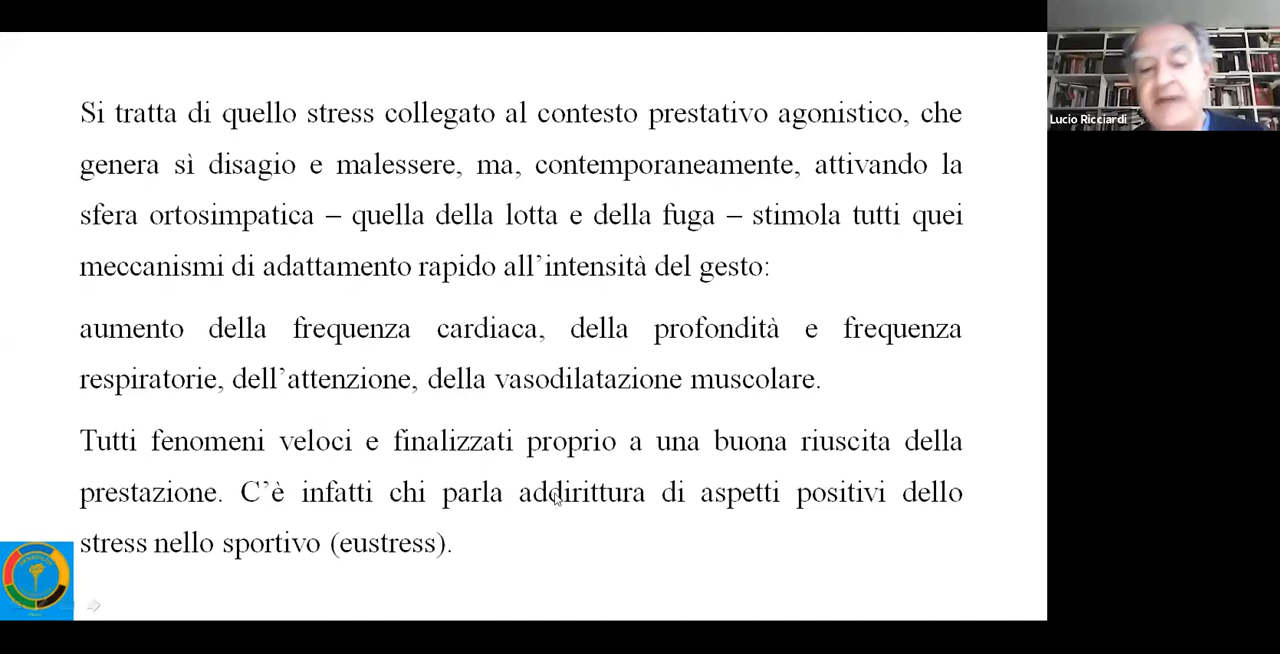 Si tratta di quello stress collegato al contesto prestativo agonistico, che
genera sì disagio e malessere, ma, contemporaneamente, attivando la
sfera ortosimpatica – quella della lotta e della fuga – stimola tutti quei
meccanismi di adattamento rapido all’intensità del gesto:
aumento della frequenza cardiaca, della profondità e frequenza
respiratorie, dell’attenzione, della vasodilatazione muscolare.
Tutti fenomeni veloci e finalizzati proprio a una buona riuscita della
prestazione. C’è infatti chi parla addirittura di aspetti positivi dello
stress nello sportivo (eustress).
Lucio Ricciardi